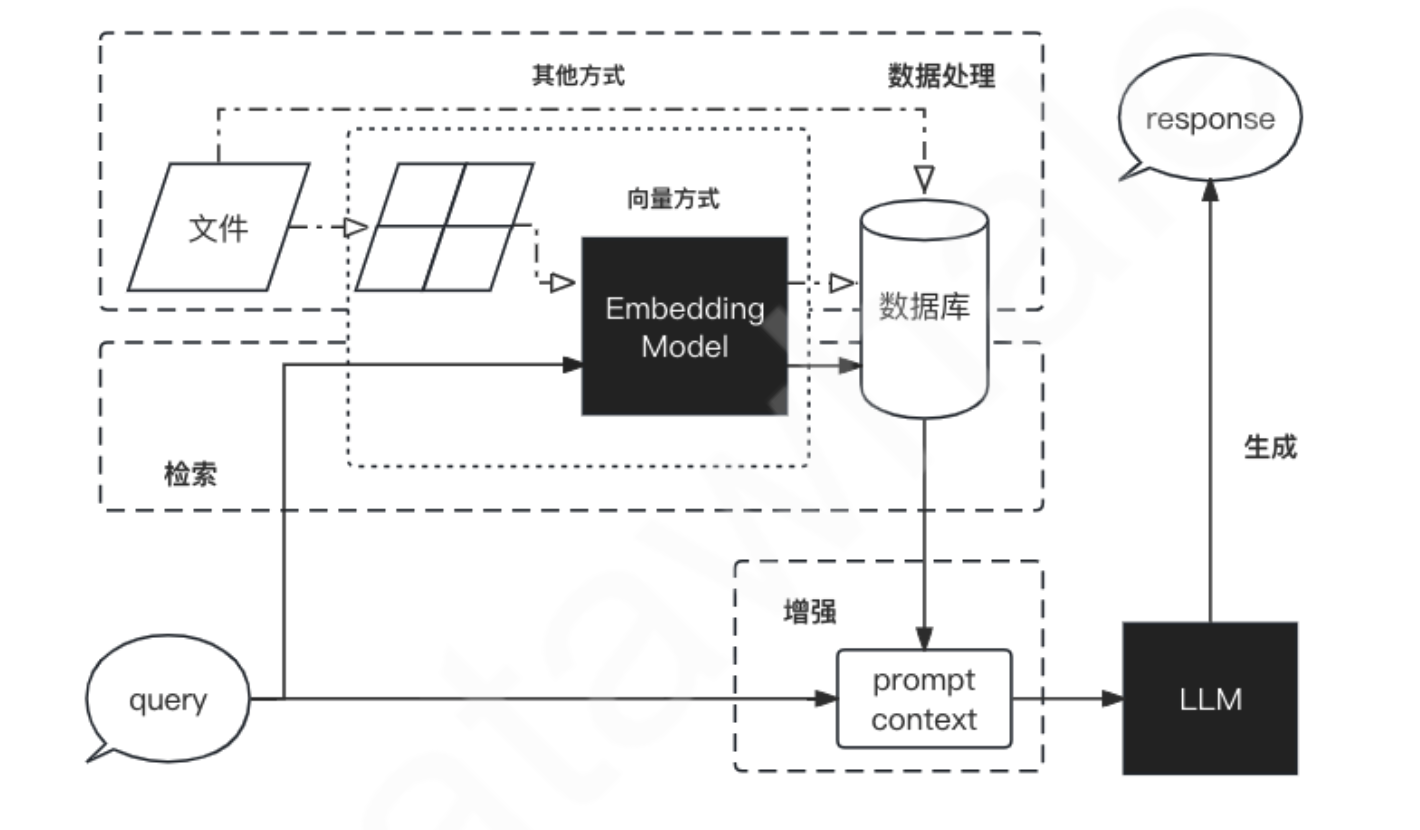 其他方式
数据处理
response
文件
向量方式
Embedding
Model
数据库
检索
生成
增强
query
prompt
context
LLM